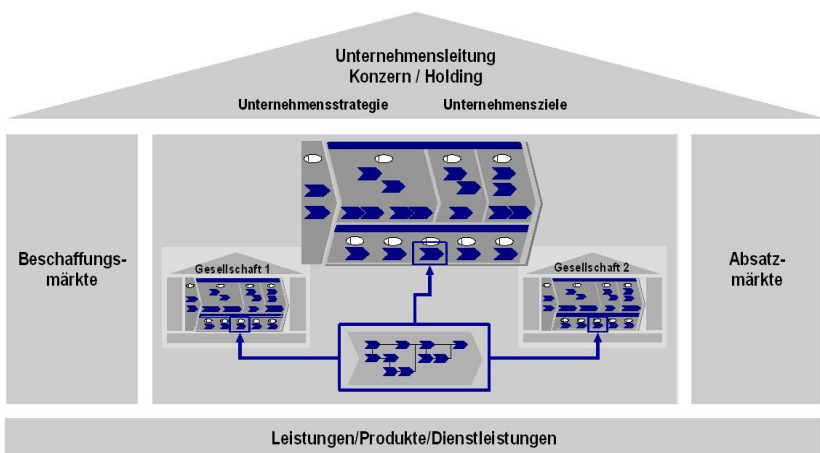 Unternehmensleitung
Konzern / Holding
Unternehmensstrategie Unternehmensziele
Beschaffungs-
märkte
Gesellschaft 1
Gesellschaft 2
Absatz-
märkte
Leistungen/Produkte/Dienstleistungen